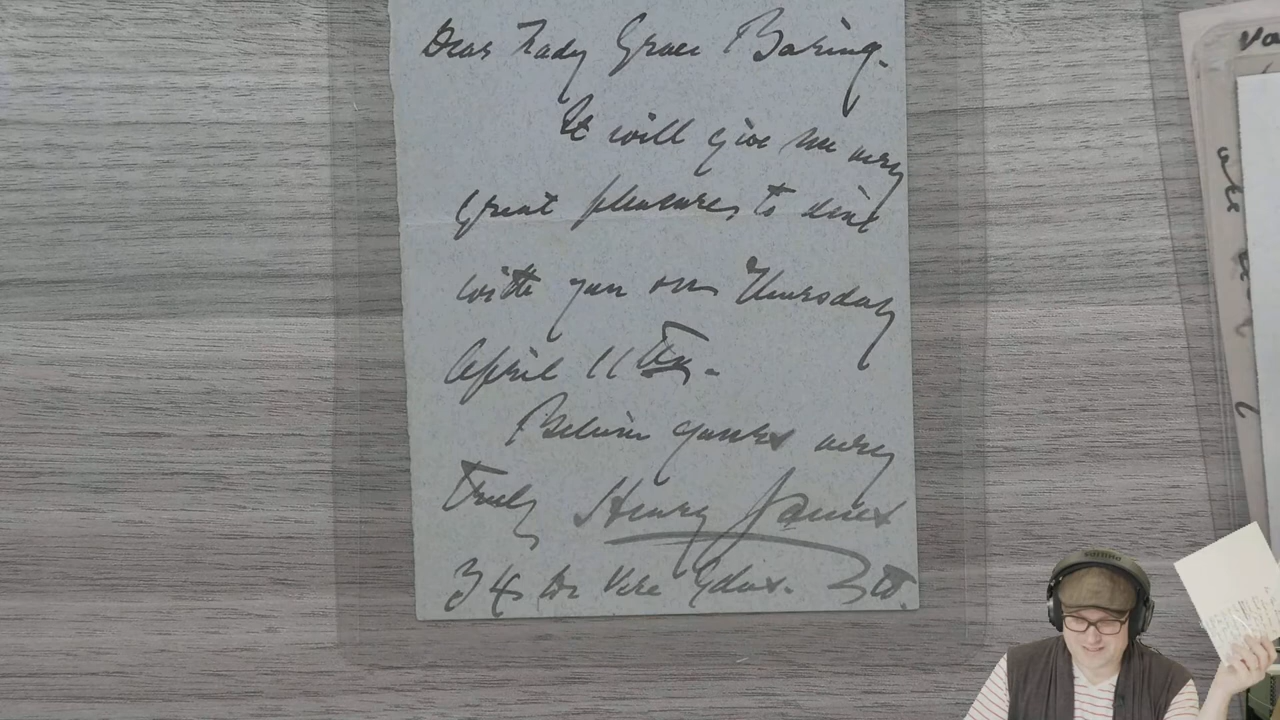 Dear Lady Grace Baring.
It will give me very
great pleasure to dine
with you on Thursday
April 11th.
Believe yours very
truly Henry James
34 De Vere Gdns.